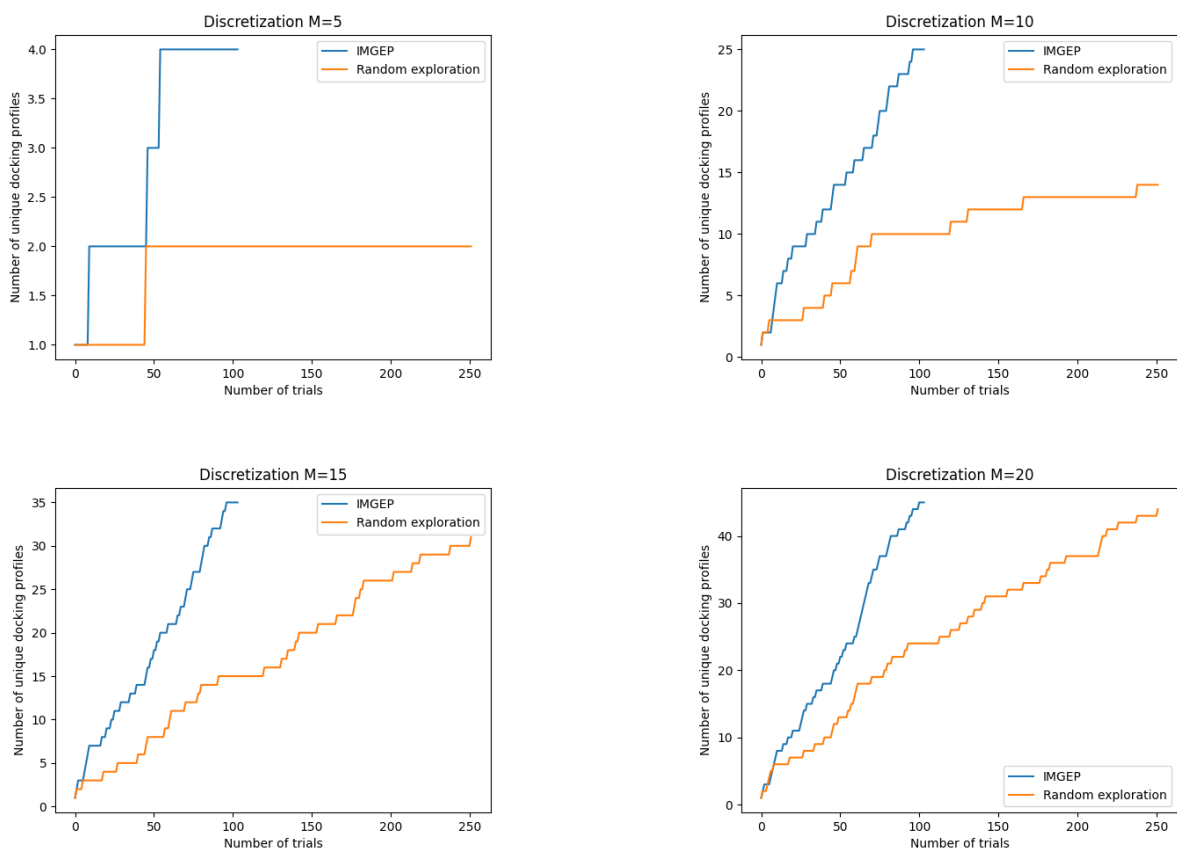 Discretization M=5
4.0
3.5
3.0
2.5
2.0
1.5
1.0
Number of unique docking profiles
IMGEP
Random exploration
0 50 100 150 200 250
Number of trials
Discretization M=10
25
20
15
10
5
0
Number of unique docking profiles
IMGEP
Random exploration
0 50 100 150 200 250
Number of trials
Discretization M=15
35
30
25
20
15
10
5
0
Number of unique docking profiles
IMGEP
Random exploration
0 50 100 150 200 250
Number of trials
Discretization M=20
40
30
20
10
0
Number of unique docking profiles
IMGEP
Random exploration
0 50 100 150 200 250
Number of trials